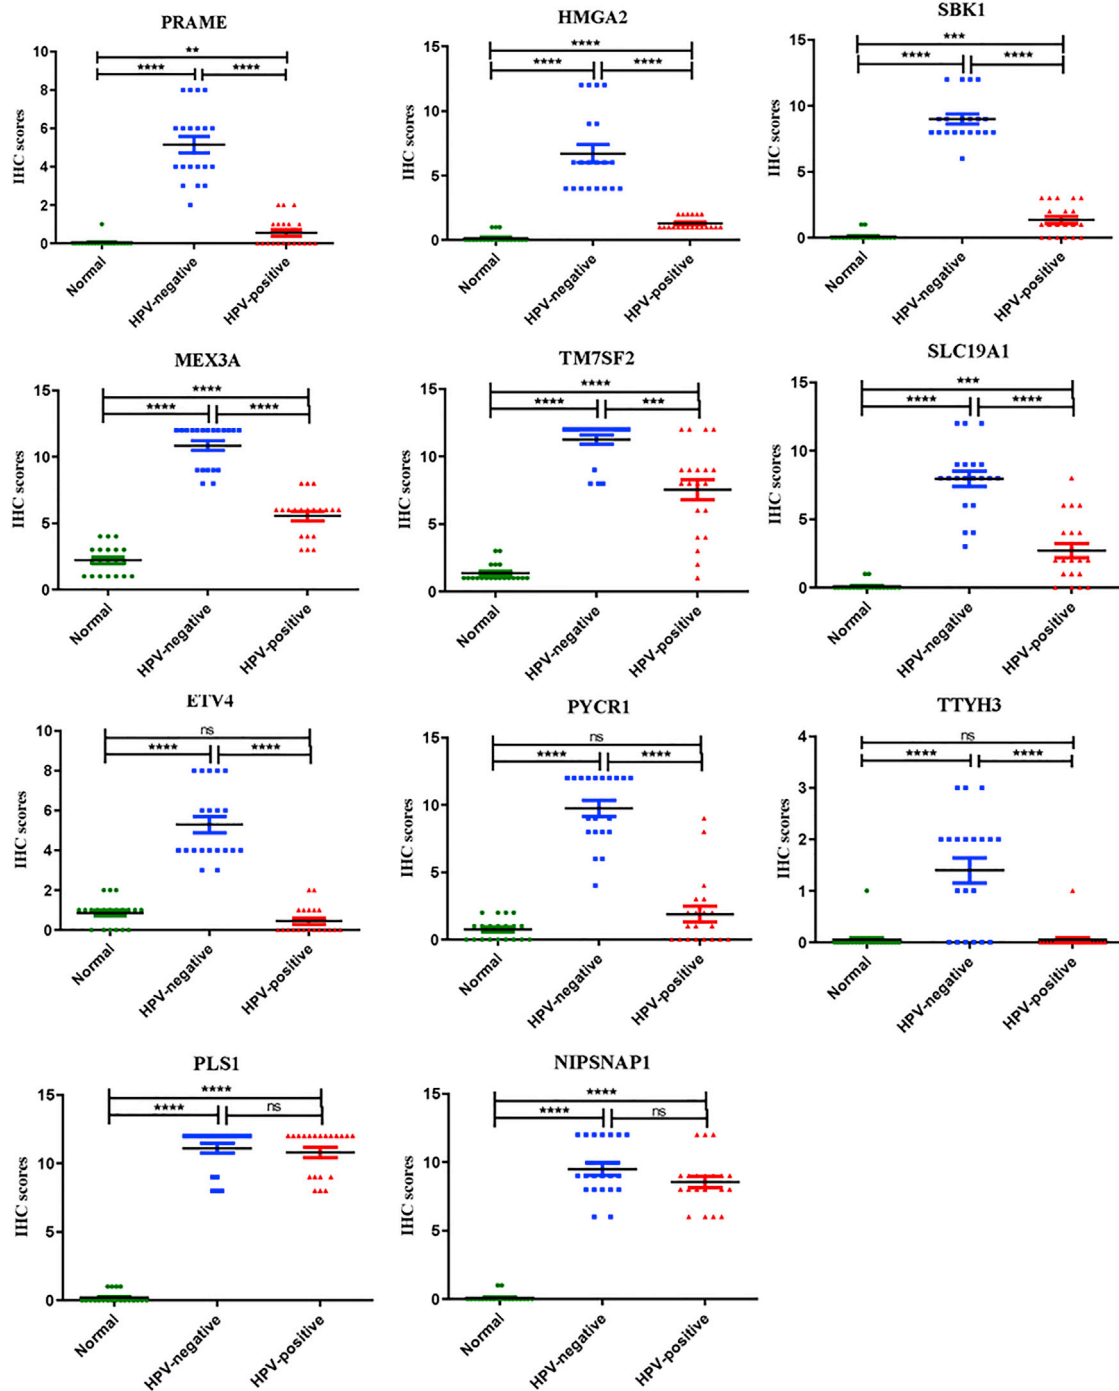 PRAME
**
**** ****
10
8
6
4
2
0
IHC scores
Normal
HPV-negative
HPV-positive
HMGA2
****
**** ****
15
10
5
0
IHC scores
Normal
HPV-negative
HPV-positive
SBK1
***
**** ****
15
10
5
0
IHC scores
Normal
HPV-negative
HPV-positive
MEX3A
****
**** ****
15
10
5
0
IHC scores
Normal
HPV-negative
HPV-positive
TM7SF2
****
**** ***
15
10
5
0
IHC scores
Normal
HPV-negative
HPV-positive
SLC19A1
***
**** ****
15
10
5
0
IHC scores
Normal
HPV-negative
HPV-positive
ETV4
ns
**** ****
10
8
6
4
2
0
IHC scores
Normal
HPV-negative
HPV-positive
PYCR1
ns
**** ****
15
10
5
0
IHC scores
Normal
HPV-negative
HPV-positive
TTYH3
ns
**** ****
4
3
2
1
0
IHC scores
Normal
HPV-negative
HPV-positive
PLS1
****
**** ns
15
10
5
0
IHC scores
Normal
HPV-negative
HPV-positive
NIPSNAP1
****
**** ns
15
10
5
0
IHC scores
Normal
HPV-negative
HPV-positive